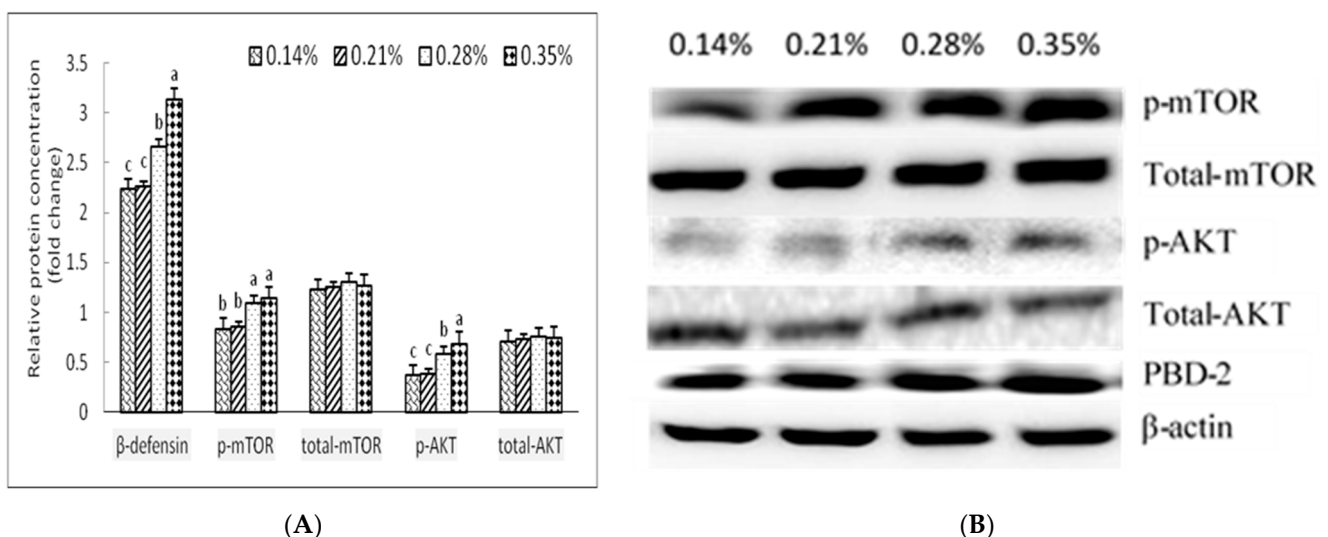 0.14% 0.21% 0.28% 0.35%
Relative protein concentration
(fold change)
3.5
3
2.5
2
1.5
1
0.5
0
c c b a
b b a a
c c b a
β-defensin p-mTOR total-mTOR p-AKT total-AKT
(A)
0.14% 0.21% 0.28% 0.35%
p-mTOR
Total-mTOR
p-AKT
Total-AKT
PBD-2
β-actin
(B)